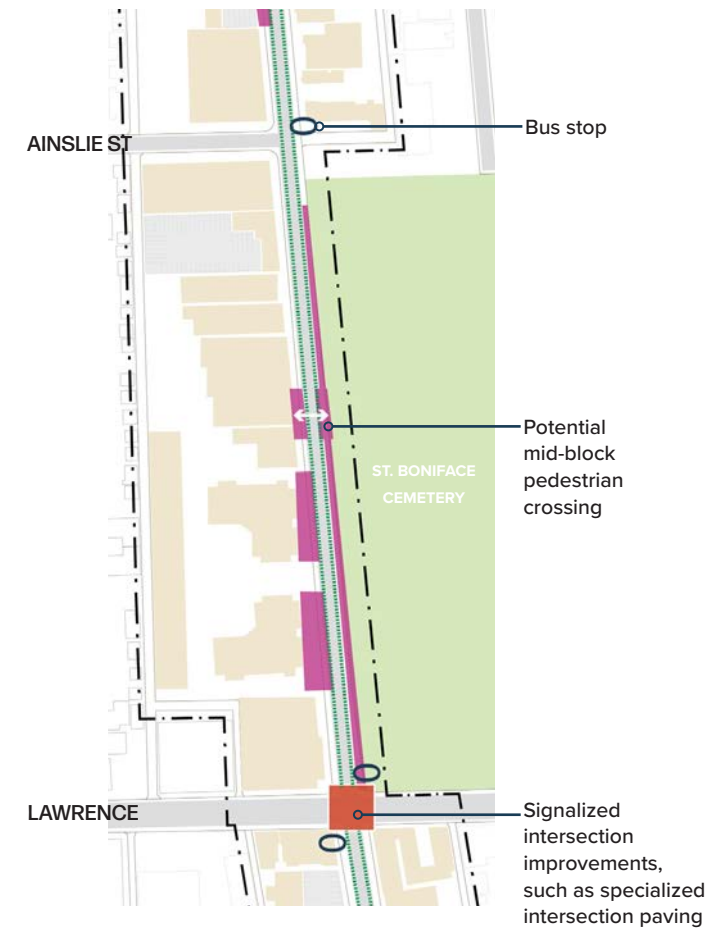 Bus stop
AINSLIE ST
Potential
mid-block
pedestrian
crossing
ST. BONIFACE
CEMETERY
LAWRENCE
Signalized
intersection
improvements,
such as specialized
intersection paving